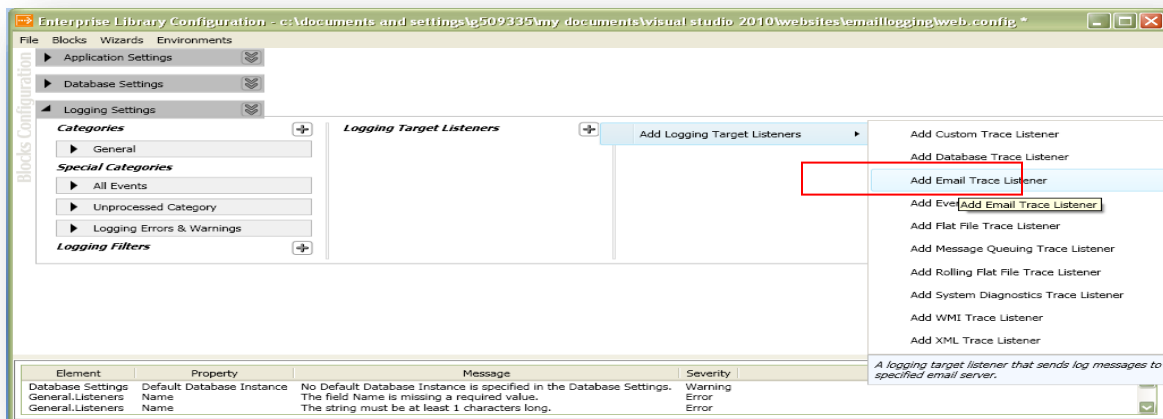 Enterprise Library Configuration - c:\documents and settings\g509335\my documents\visual studio 2010\websites\emaillogging\web.config *
File Blocks Wizards Environments
Blocks Configuration
Application Settings
Database Settings
Logging Settings
Categories
General
Special Categories
All Events
Unprocessed Category
Logging Errors & Warnings
Logging Filters
Logging Target Listeners
Add Logging Target Listeners
Add Custom Trace Listener
Add Database Trace Listener
Add Email Trace Listener
Add Eve
Add Email Trace Listener
Add Flat File Trace Listener
Add Message Queuing Trace Listener
Add Rolling Flat File Trace Listener
Add System Diagnostics Trace Listener
Add WMI Trace Listener
Add XML Trace Listener
A logging target listener that sends log messages to
specified email server.
Element Property Message Severity
Database Settings Default Database Instance No Default Database Instance is specified in the Database Settings. Warning
General.Listeners Name The field Name is missing a required value. Error
General.Listeners Name The string must be at least 1 characters long. Error